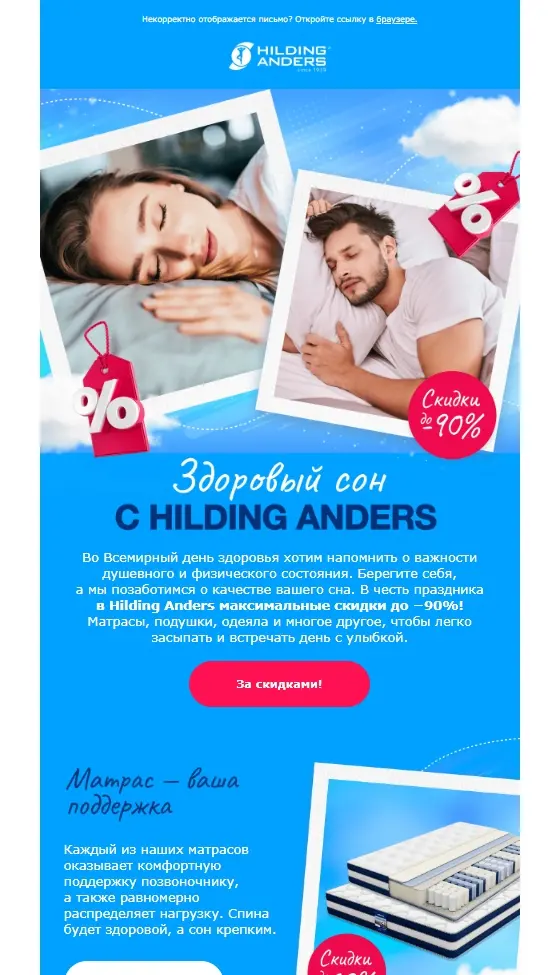 Некорректно отображается письмо? Откройте ссылку в браузере.
HILDING
ANDERS
since 1939
%
%
Скидки
до
-90%
Здоровый сон
С HILDING ANDERS
Во Всемирный день здоровья хотим напомнить о важности
душевного и физического состояния. Берегите себя,
а мы позаботимся о качестве вашего сна. В честь праздника
в Hilding Anders максимальные скидки до −90%!
Матрасы, подушки, одеяла и многое другое, чтобы легко
засыпать и встречать день с улыбкой.
За скидками!
Матрас — ваша
поддержка
Каждый из наших матрасов
оказывает комфортную
поддержку позвоночнику,
а также равномерно
распределяет нагрузку. Спина
будет здоровой, а сон крепким.
Скидки